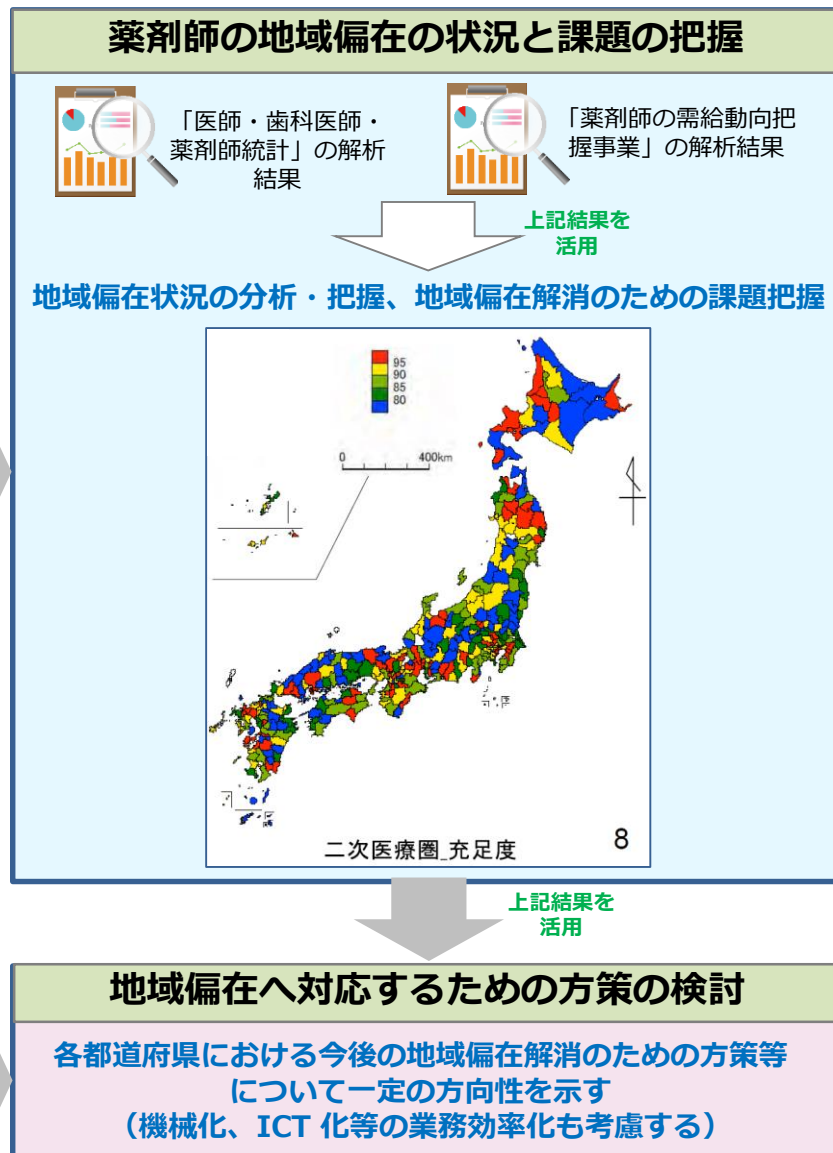 薬剤師の地域偏在の状況と課題の把握
「医師・歯科医師・
薬剤師統計」の解析
結果
「薬剤師の需給動向把
握事業」の解析結果
上記結果を
活用
地域偏在状況の分析・把握、地域偏在解消のための課題把握
95
90
85
80
0 400km
二次医療圏_充足度
8
上記結果を
活用
地域偏在へ対応するための方策の検討
各都道府県における今後の地域偏在解消のための方策等
について一定の方向性を示す
（機械化、ICT 化等の業務効率化も考慮する）